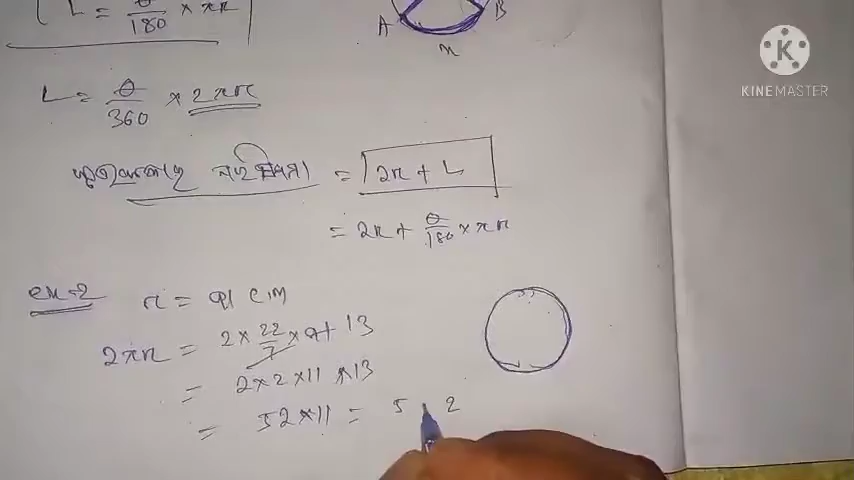 L = θ/180 × πr
A B
m
K
KINEMASTER
L = θ/360 × 2πr
= 2r + L
= 2r + θ/180 × πr
ex-2 r = 91 cm
2πr = 2 × 22/7 × 7 × 13
= 2 × 2 × 11 × 13
= 52 × 11 = 5 2